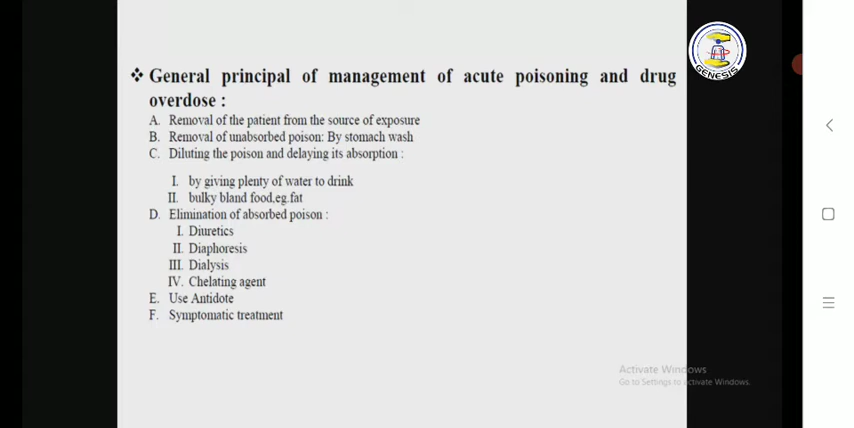 GENESIS
❖ General principal of management of acute poisoning and drug
overdose :
A. Removal of the patient from the source of exposure
B. Removal of unabsorbed poison: By stomach wash
C. Diluting the poison and delaying its absorption :
I. by giving plenty of water to drink
II. bulky bland food,eg.fat
D. Elimination of absorbed poison :
I. Diuretics
II. Diaphoresis
III. Dialysis
IV. Chelating agent
E. Use Antidote
F. Symptomatic treatment
Activate Windows
Go to Settings to activate Windows.